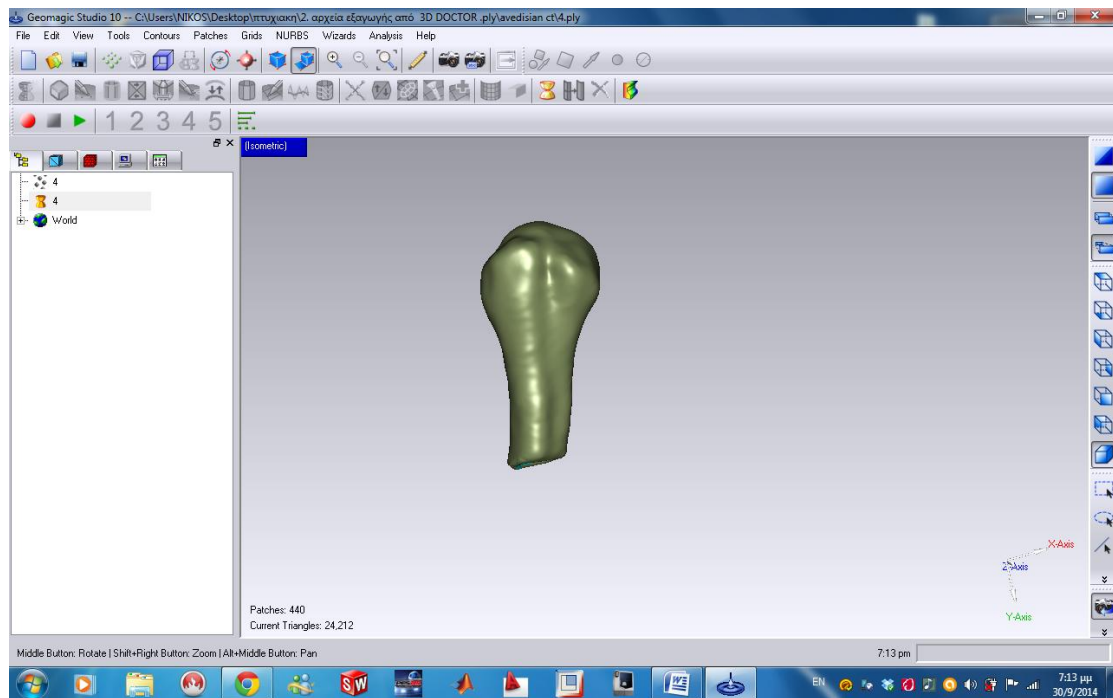 Geomagic Studio 10 -- C:\Users\NIKOS\Desktop\πτυχιακη\2. αρχεία εξαγωγής από 3D DOCTOR .ply\avedisian ct\4.ply
File Edit View Tools Contours Patches Grids NURBS Wizards Analysis Help
1 2 3 4 5
(Isometric)
4
4
World
X-Axis
Z-Axis
Y-Axis
Patches: 440
Current Triangles: 24,212
Middle Button: Rotate | Shift+Right Button: Zoom | Alt+Middle Button: Pan
7:13 pm
EN
7:13 μμ
30/9/2014